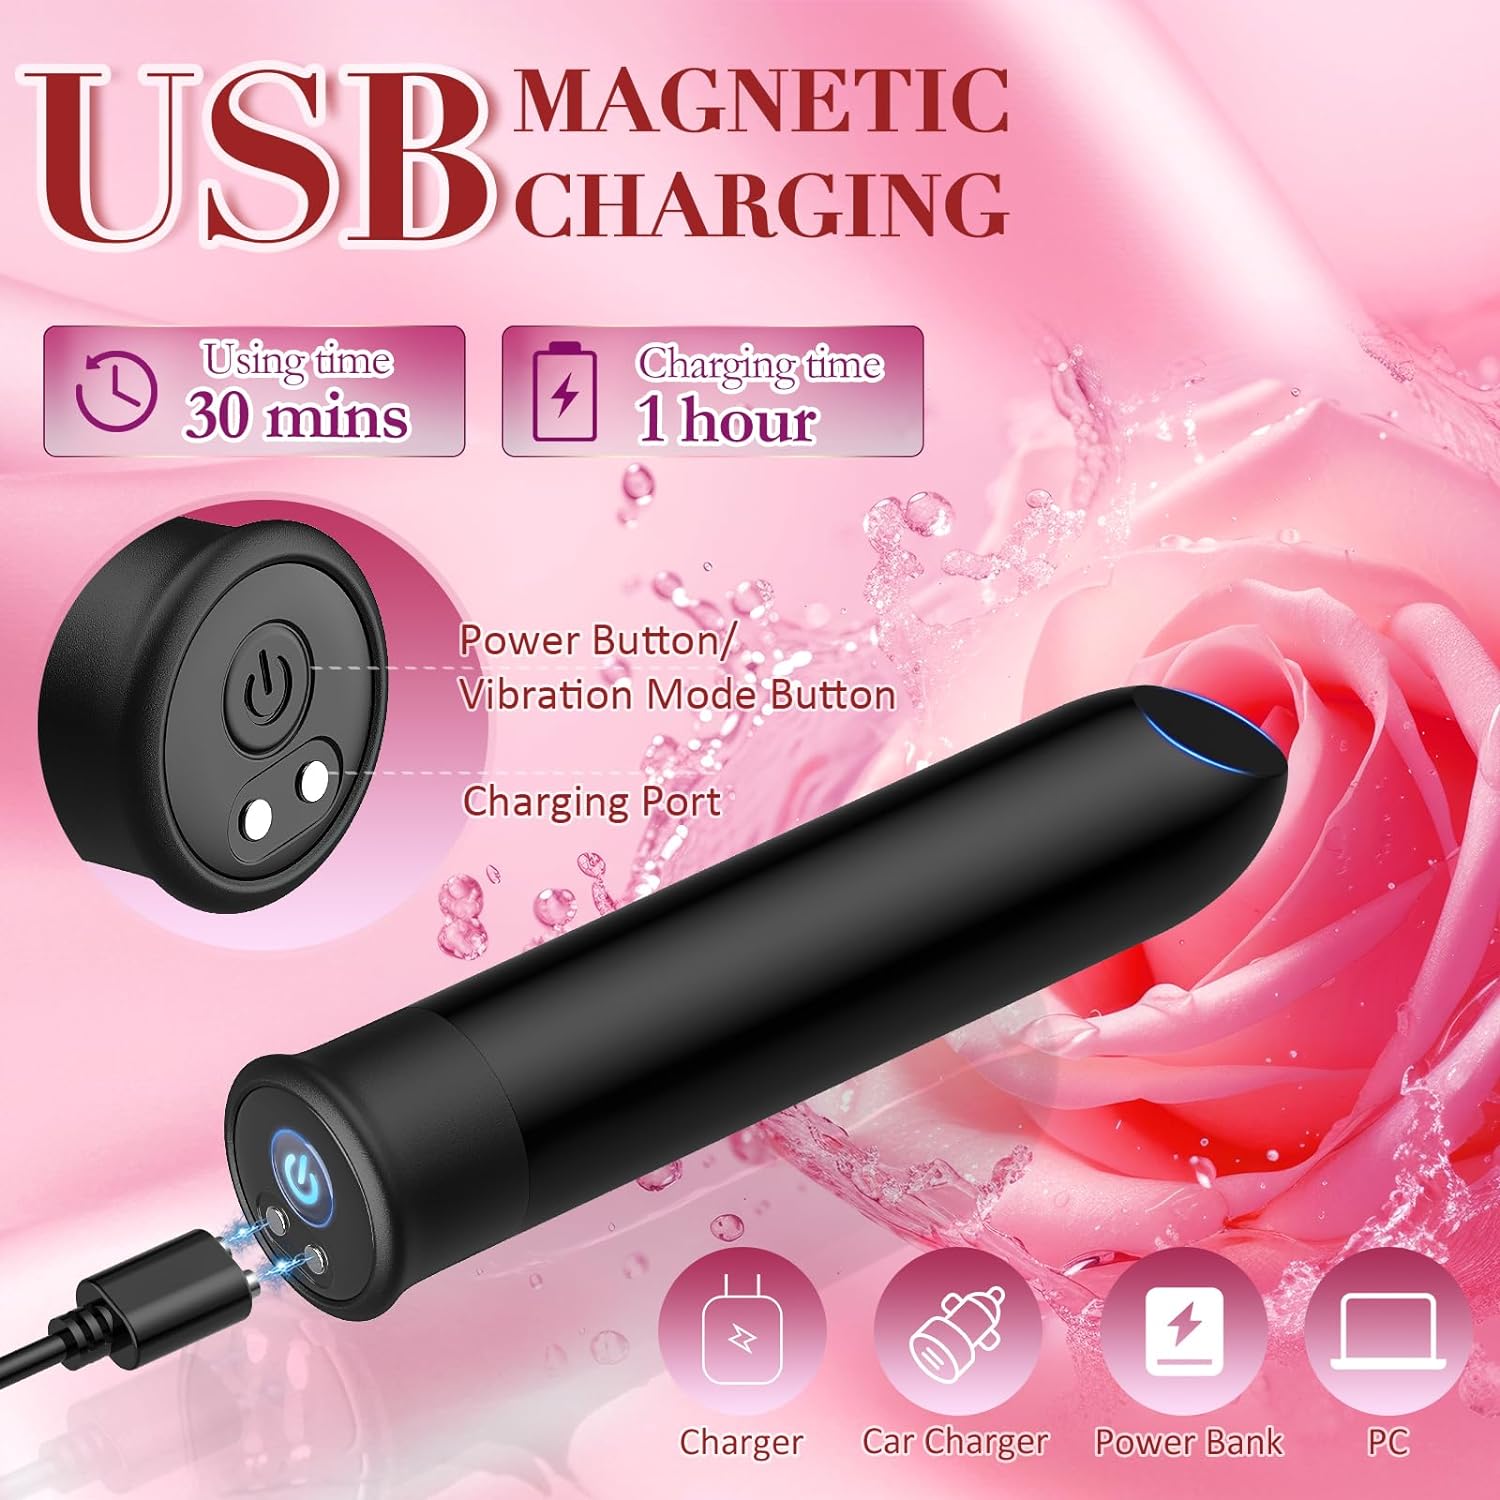 USB MAGNETIC
CHARGING
Using time
30 mins
Charging time
1 hour
Power Button/
Vibration Mode Button
Charging Port
Charger
Car Charger
Power Bank
PC